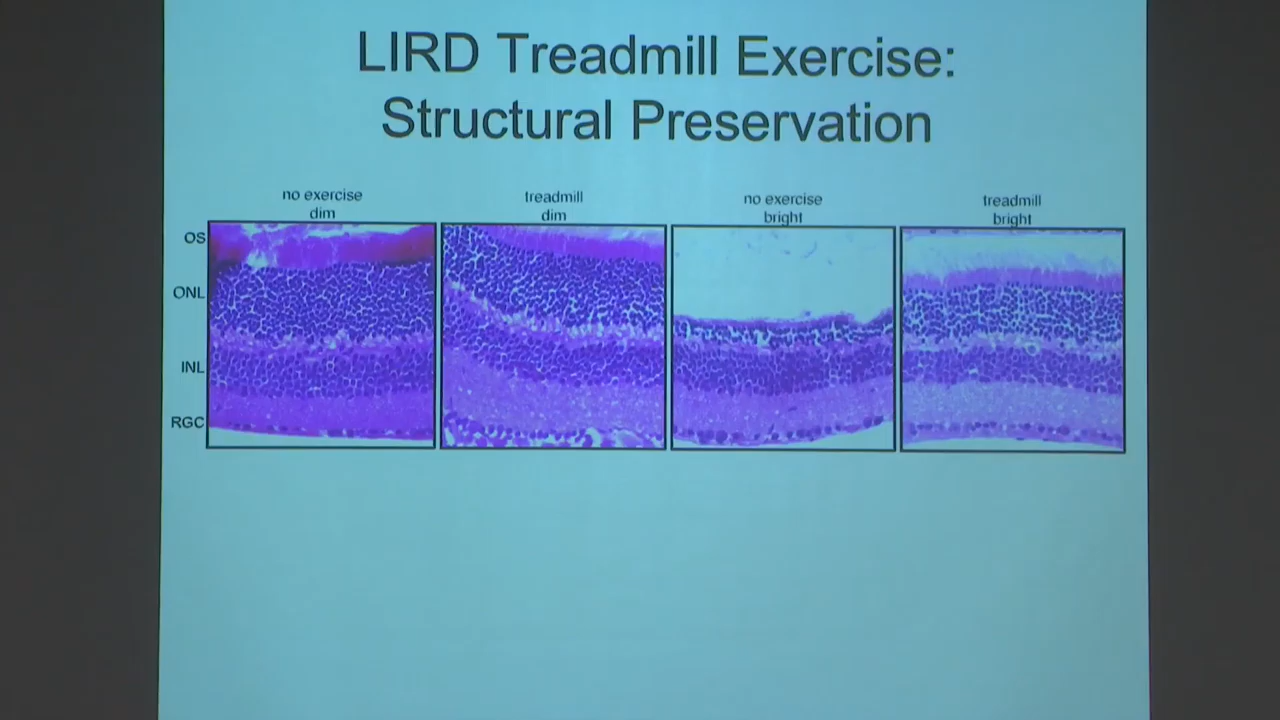 LIRD Treadmill Exercise:
Structural Preservation
no exercise
dim
treadmill
dim
no exercise
bright
treadmill
bright
OS
ONL
INL
RGC